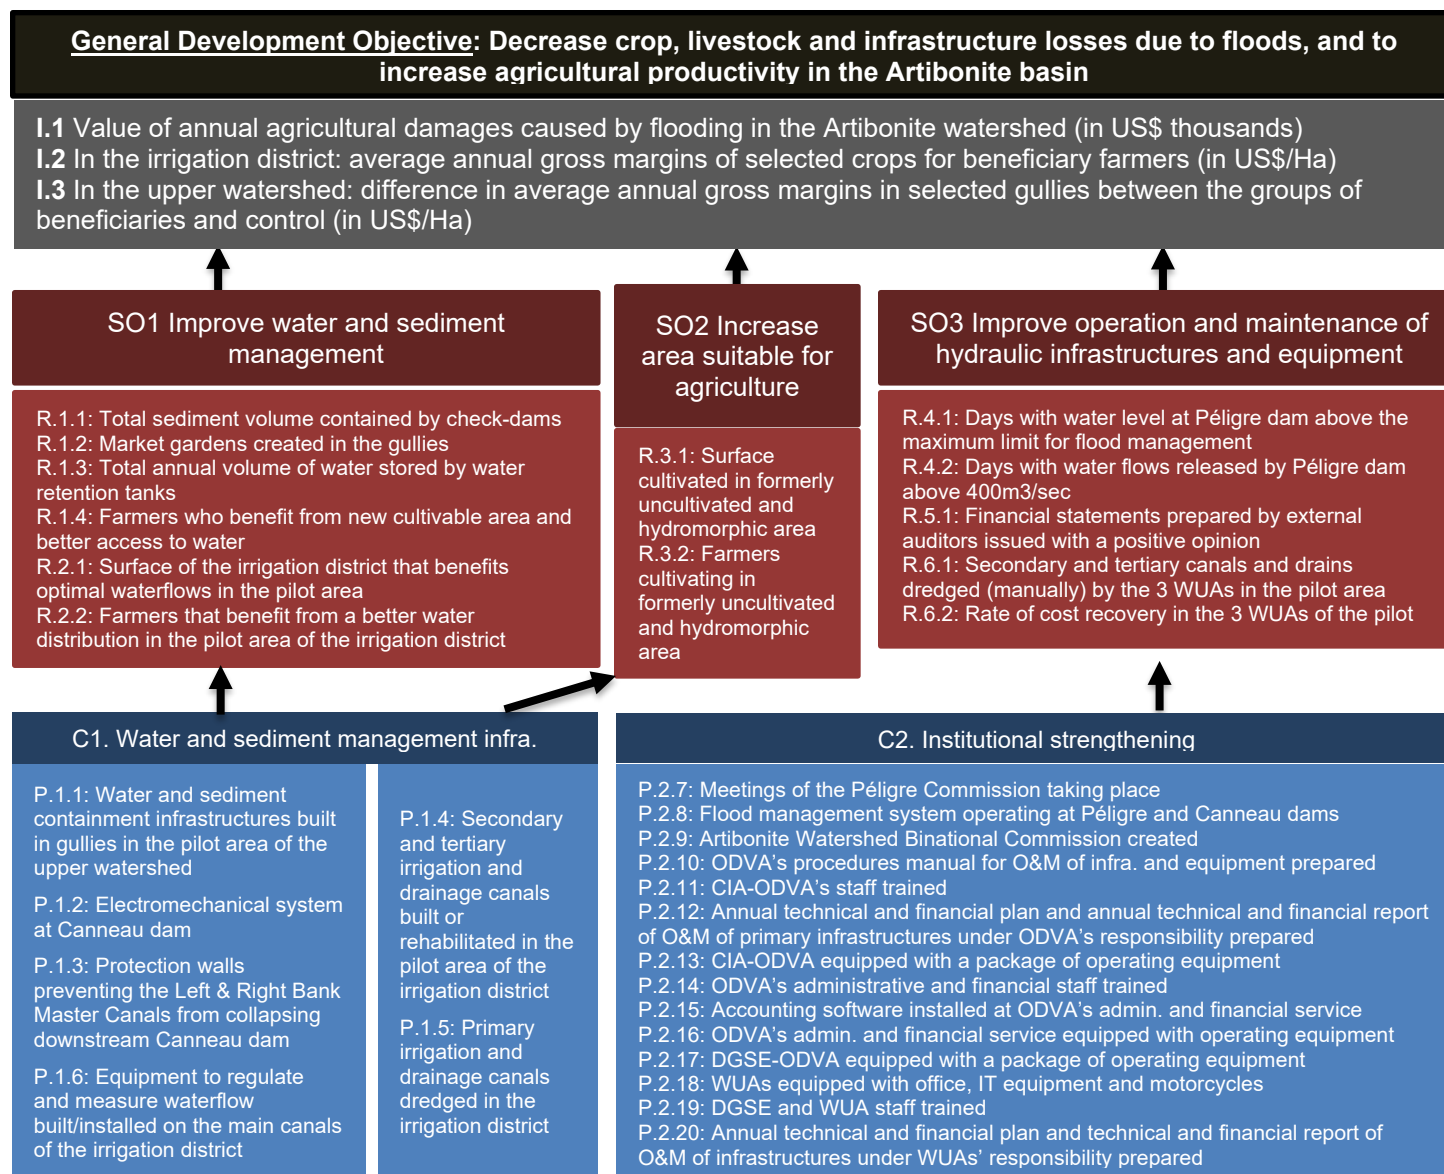 General Development Objective: Decrease crop, livestock and infrastructure losses due to floods, and to
increase agricultural productivity in the Artibonite basin
I.1 Value of annual agricultural damages caused by flooding in the Artibonite watershed (in US$ thousands)
I.2 In the irrigation district: average annual gross margins of selected crops for beneficiary farmers (in US$/Ha)
I.3 In the upper watershed: difference in average annual gross margins in selected gullies between the groups of
beneficiaries and control (in US$/Ha)
SO1 Improve water and sediment
management
R.1.1: Total sediment volume contained by check-dams
R.1.2: Market gardens created in the gullies
R.1.3: Total annual volume of water stored by water
retention tanks
R.1.4: Farmers who benefit from new cultivable area and
better access to water
R.2.1: Surface of the irrigation district that benefits
optimal waterflows in the pilot area
R.2.2: Farmers that benefit from a better water
distribution in the pilot area of the irrigation district
SO2 Increase
area suitable for
agriculture
R.3.1: Surface
cultivated in formerly
uncultivated and
hydromorphic area
R.3.2: Farmers
cultivating in
formerly uncultivated
and hydromorphic
area
SO3 Improve operation and maintenance of
hydraulic infrastructures and equipment
R.4.1: Days with water level at Péligre dam above the
maximum limit for flood management
R.4.2: Days with water flows released by Péligre dam
above 400m3/sec
R.5.1: Financial statements prepared by external
auditors issued with a positive opinion
R.6.1: Secondary and tertiary canals and drains
dredged (manually) by the 3 WUAs in the pilot area
R.6.2: Rate of cost recovery in the 3 WUAs of the pilot
C1. Water and sediment management infra.
P.1.1: Water and sediment
containment infrastructures built
in gullies in the pilot area of the
upper watershed
P.1.2: Electromechanical system
at Canneau dam
P.1.3: Protection walls
preventing the Left & Right Bank
Master Canals from collapsing
downstream Canneau dam
P.1.6: Equipment to regulate
and measure waterflow
built/installed on the main canals
of the irrigation district
P.1.4: Secondary
and tertiary
irrigation and
drainage canals
built or
rehabilitated in the
pilot area of the
irrigation district
P.1.5: Primary
irrigation and
drainage canals
dredged in the
irrigation district
C2. Institutional strengthening
P.2.7: Meetings of the Péligre Commission taking place
P.2.8: Flood management system operating at Péligre and Canneau dams
P.2.9: Artibonite Watershed Binational Commission created
P.2.10: ODVA's procedures manual for O&M of infra. and equipment prepared
P.2.11: CIA-ODVA's staff trained
P.2.12: Annual technical and financial plan and annual technical and financial report
of O&M of primary infrastructures under ODVA's responsibility prepared
P.2.13: CIA-ODVA equipped with a package of operating equipment
P.2.14: ODVA's administrative and financial staff trained
P.2.15: Accounting software installed at ODVA's admin. and financial service
P.2.16: ODVA's admin. and financial service equipped with operating equipment
P.2.17: DGSE-ODVA equipped with a package of operating equipment
P.2.18: WUAs equipped with office, IT equipment and motorcycles
P.2.19: DGSE and WUA staff trained
P.2.20: Annual technical and financial plan and technical and financial report of
O&M of infrastructures under WUAs' responsibility prepared